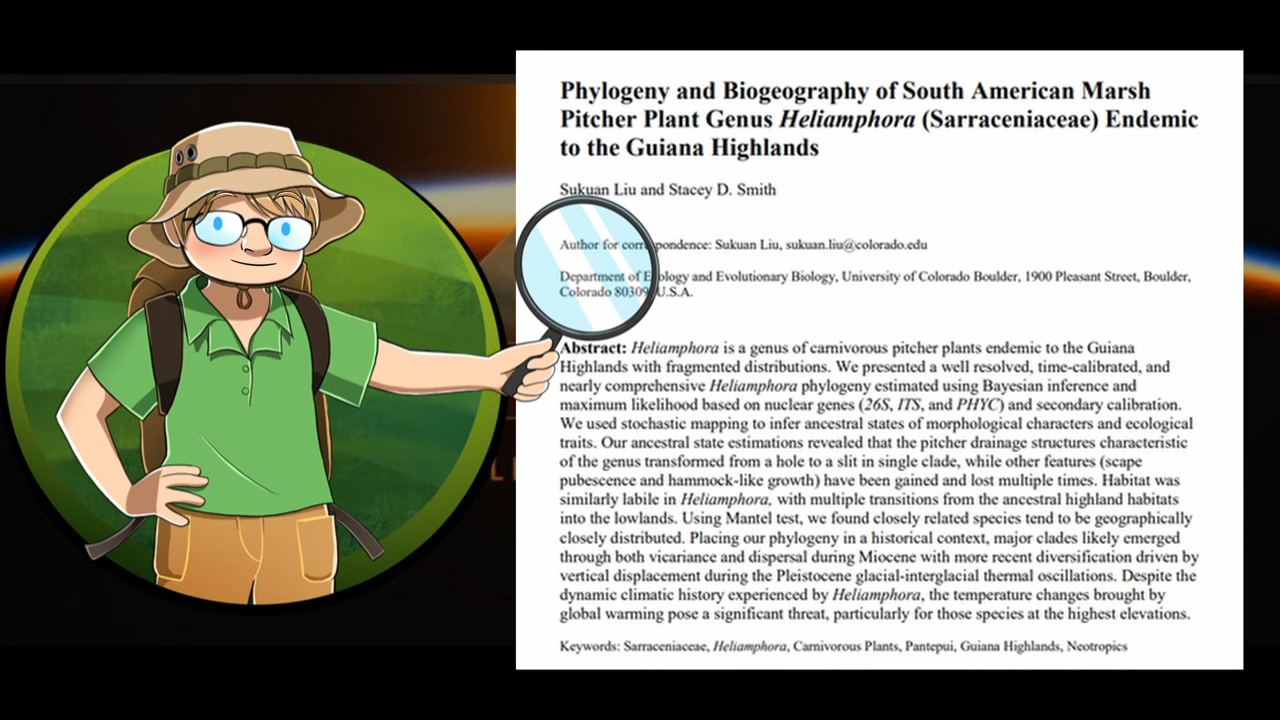 Phylogeny and Biogeography of South American Marsh
Pitcher Plant Genus Heliamphora (Sarraceniaceae) Endemic
to the Guiana Highlands
Sukuan Liu and Stacey D. Smith
Author for correspondence: Sukuan Liu, sukuan.liu@colorado.edu
Department of Ecology and Evolutionary Biology, University of Colorado Boulder, 1900 Pleasant Street, Boulder,
Colorado 80309 U.S.A.
Abstract: Heliamphora is a genus of carnivorous pitcher plants endemic to the Guiana
Highlands with fragmented distributions. We presented a well resolved, time-calibrated, and
nearly comprehensive Heliamphora phylogeny estimated using Bayesian inference and
maximum likelihood based on nuclear genes (26S, ITS, and PHYC) and secondary calibration.
We used stochastic mapping to infer ancestral states of morphological characters and ecological
traits. Our ancestral state estimations revealed that the pitcher drainage structures characteristic
of the genus transformed from a hole to a slit in single clade, while other features (scape
pubescence and hammock-like growth) have been gained and lost multiple times. Habitat was
similarly labile in Heliamphora, with multiple transitions from the ancestral highland habitats
into the lowlands. Using Mantel test, we found closely related species tend to be geographically
closely distributed. Placing our phylogeny in a historical context, major clades likely emerged
through both vicariance and dispersal during Miocene with more recent diversification driven by
vertical displacement during the Pleistocene glacial-interglacial thermal oscillations. Despite the
dynamic climatic history experienced by Heliamphora, the temperature changes brought by
global warming pose a significant threat, particularly for those species at the highest elevations.
Keywords: Sarraceniaceae, Heliamphora, Carnivorous Plants, Pantepui, Guiana Highlands, Neotropics